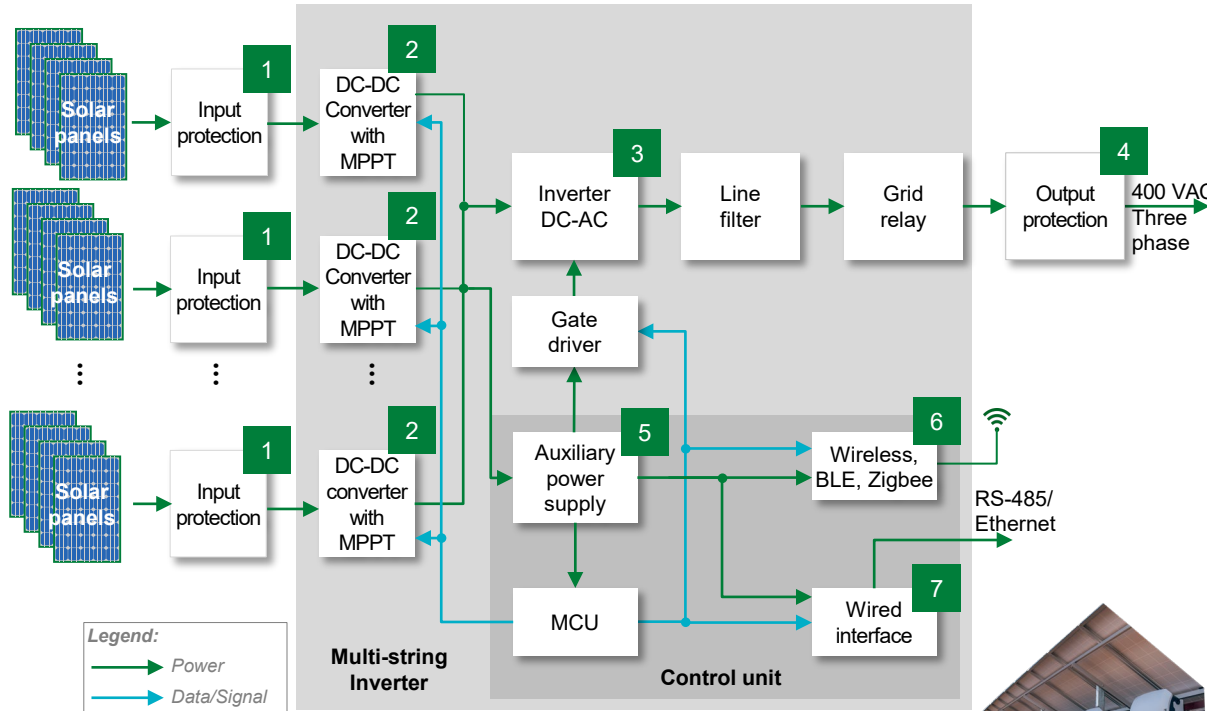 1
Solar
panels
Input
protection
2
DC-DC
Converter
with
MPPT
3
Inverter
DC-AC
Line
filter
Grid
relay
4
Output
protection
400 VAC
Three
phase
1
Solar
panels
Input
protection
2
DC-DC
Converter
with
MPPT
Gate
driver
...
...
...
1
Solar
panels
Input
protection
2
DC-DC
converter
with
MPPT
5
Auxiliary
power
supply
6
Wireless,
BLE, Zigbee
RS-485/
Ethernet
MCU
7
Wired
interface
Legend:
Power
Data/Signal
Multi-string
Inverter
Control unit